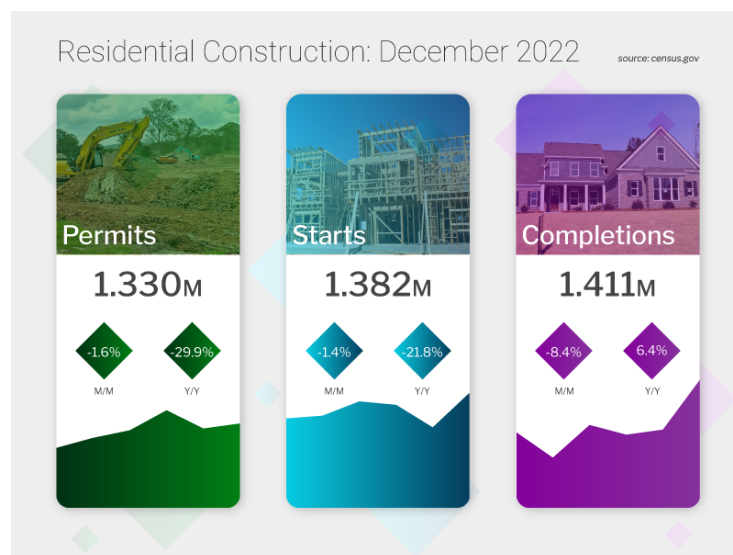 Residential Construction: December 2022
source: census.gov
Permits
1.330M
-1.6%
-29.9%
M/M
Y/Y
Starts
1.382M
-1.4%
-21.8%
M/M
Y/Y
Completions
1.411M
-8.4%
6.4%
M/M
Y/Y